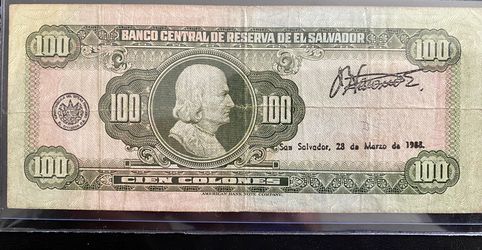 100 BANCO CENTRAL DE RESERVA DE EL SALVADOR 100
100 100
San Salvador, 28 de Marzo de 1983.
100 CIEN COLONES 100
AMERICAN BANK NOTE COMPANY.